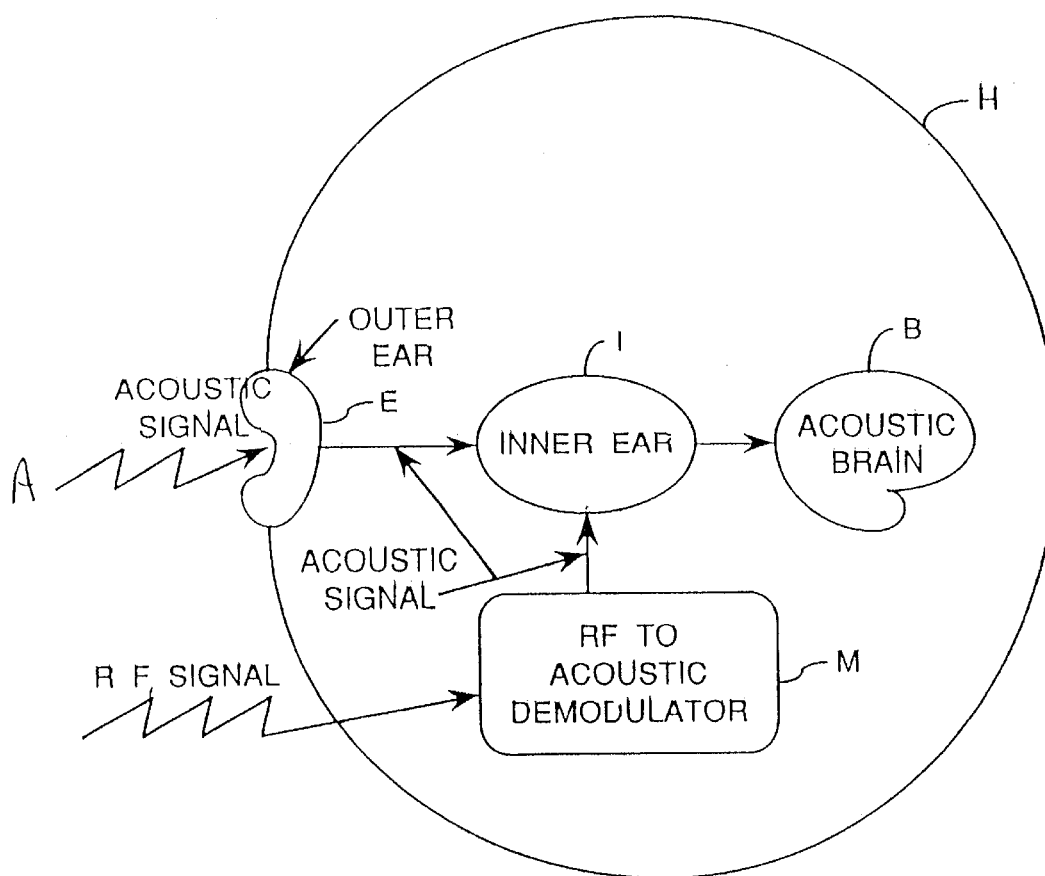 H
OUTER
EAR
I
B
ACOUSTIC
SIGNAL
E
A
INNER EAR
ACOUSTIC
BRAIN
ACOUSTIC
SIGNAL
RF TO
ACOUSTIC
DEMODULATOR
M
R F SIGNAL